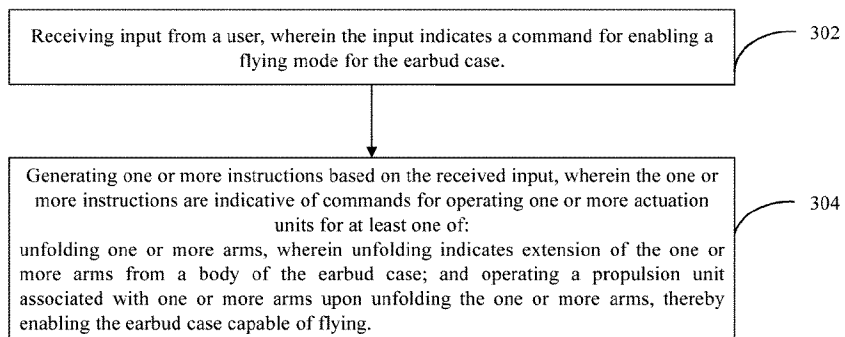 Receiving input from a user, wherein the input indicates a command for enabling a
flying mode for the earbud case.
302
Generating one or more instructions based on the received input, wherein the one or
more instructions are indicative of commands for operating one or more actuation
units for at least one of:
unfolding one or more arms, wherein unfolding indicates extension of the one or
more arms from a body of the earbud case; and operating a propulsion unit
associated with one or more arms upon unfolding the one or more arms, thereby
enabling the earbud case capable of flying.
304